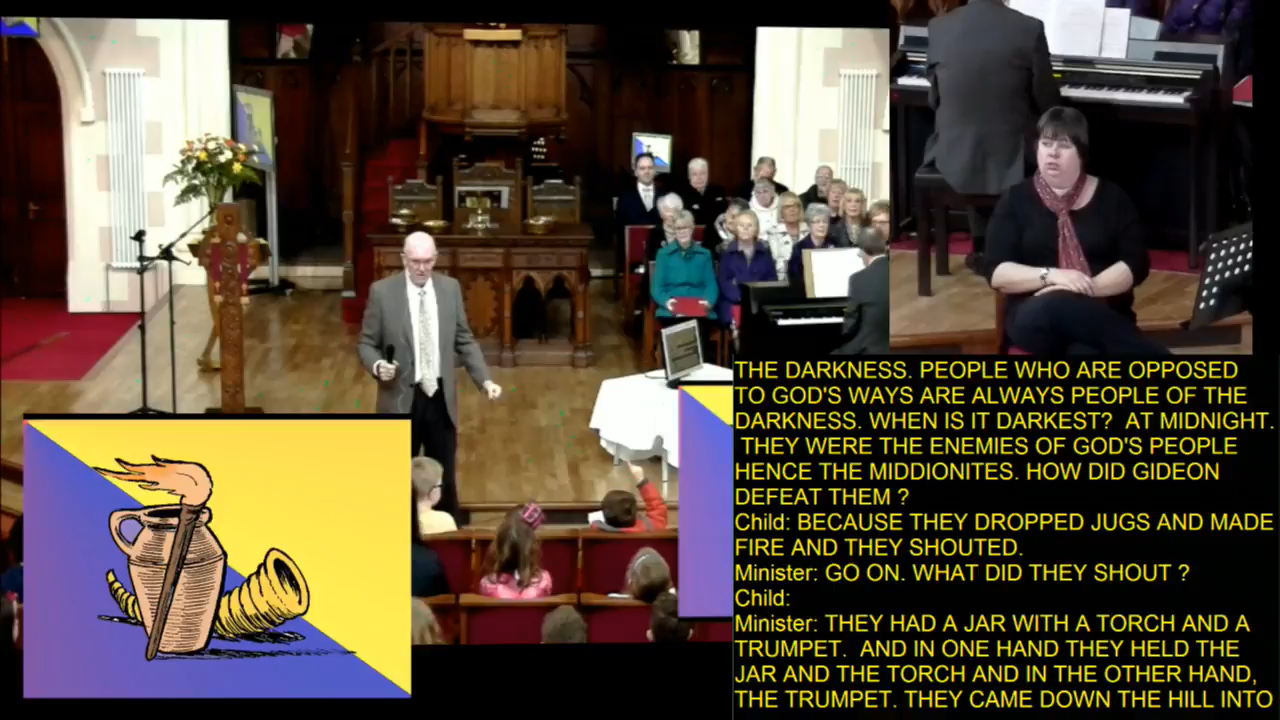 THE DARKNESS. PEOPLE WHO ARE OPPOSED
TO GOD'S WAYS ARE ALWAYS PEOPLE OF THE
DARKNESS. WHEN IS IT DARKEST? AT MIDNIGHT.
THEY WERE THE ENEMIES OF GOD'S PEOPLE
HENCE THE MIDDIONITES. HOW DID GIDEON
DEFEAT THEM ?
Child: BECAUSE THEY DROPPED JUGS AND MADE
FIRE AND THEY SHOUTED.
Minister: GO ON. WHAT DID THEY SHOUT ?
Child:
Minister: THEY HAD A JAR WITH A TORCH AND A
TRUMPET. AND IN ONE HAND THEY HELD THE
JAR AND THE TORCH AND IN THE OTHER HAND,
THE TRUMPET. THEY CAME DOWN THE HILL INTO